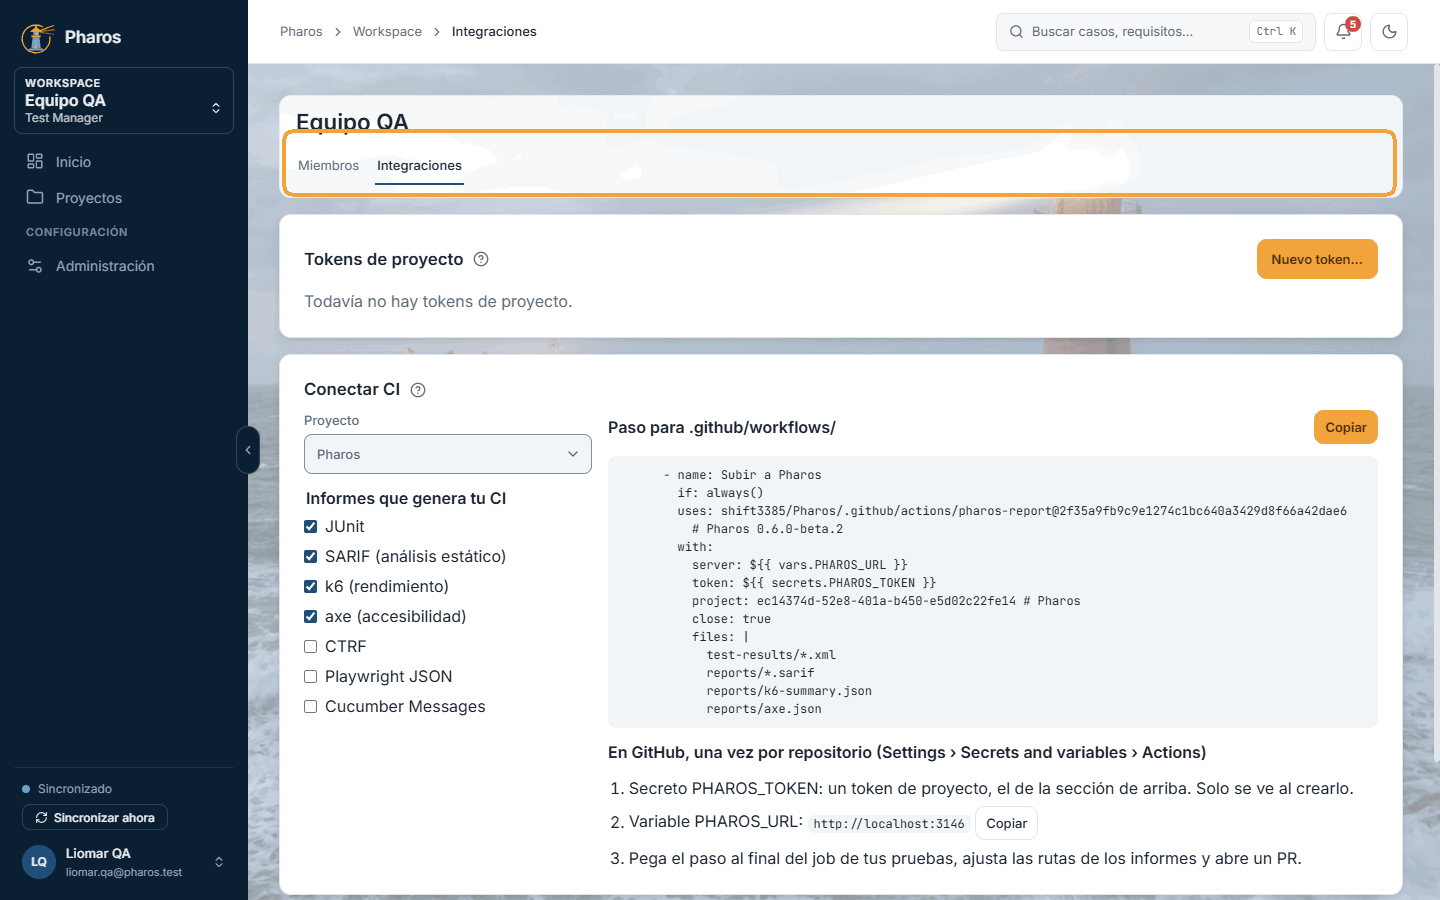 Pharos
WORKSPACE
Equipo QA
Test Manager
Inicio
Proyectos
CONFIGURACIÓN
Administración
Sincronizado
Sincronizar ahora
LQ
Liomar QA
liomar.qa@pharos.test
Pharos > Workspace > Integraciones
Buscar casos, requisitos...
Ctrl K
5
Equipo QA
Miembros
Integraciones
Tokens de proyecto
Nuevo token...
Todavía no hay tokens de proyecto.
Conectar CI
Proyecto
Pharos
Informes que genera tu CI
JUnit
SARIF (análisis estático)
k6 (rendimiento)
axe (accesibilidad)
CTRF
Playwright JSON
Cucumber Messages
Paso para .github/workflows/
Copiar
- name: Subir a Pharos
if: always()
uses: shift3385/Pharos/.github/actions/pharos-report@2f35a9fb9c9e1274c1bc640a3429d8f66a42dae6
# Pharos 0.6.0-beta.2
with:
server: ${{ vars.PHAROS_URL }}
token: ${{ secrets.PHAROS_TOKEN }}
project: ec14374d-52e8-401a-b450-e5d02c22fe14 # Pharos
close: true
files: |
test-results/*.xml
reports/*.sarif
reports/k6-summary.json
reports/axe.json
En GitHub, una vez por repositorio (Settings › Secrets and variables › Actions)
1. Secreto PHAROS_TOKEN: un token de proyecto, el de la sección de arriba. Solo se ve al crearlo.
2. Variable PHAROS_URL: http://localhost:3146 Copiar
3. Pega el paso al final del job de tus pruebas, ajusta las rutas de los informes y abre un PR.